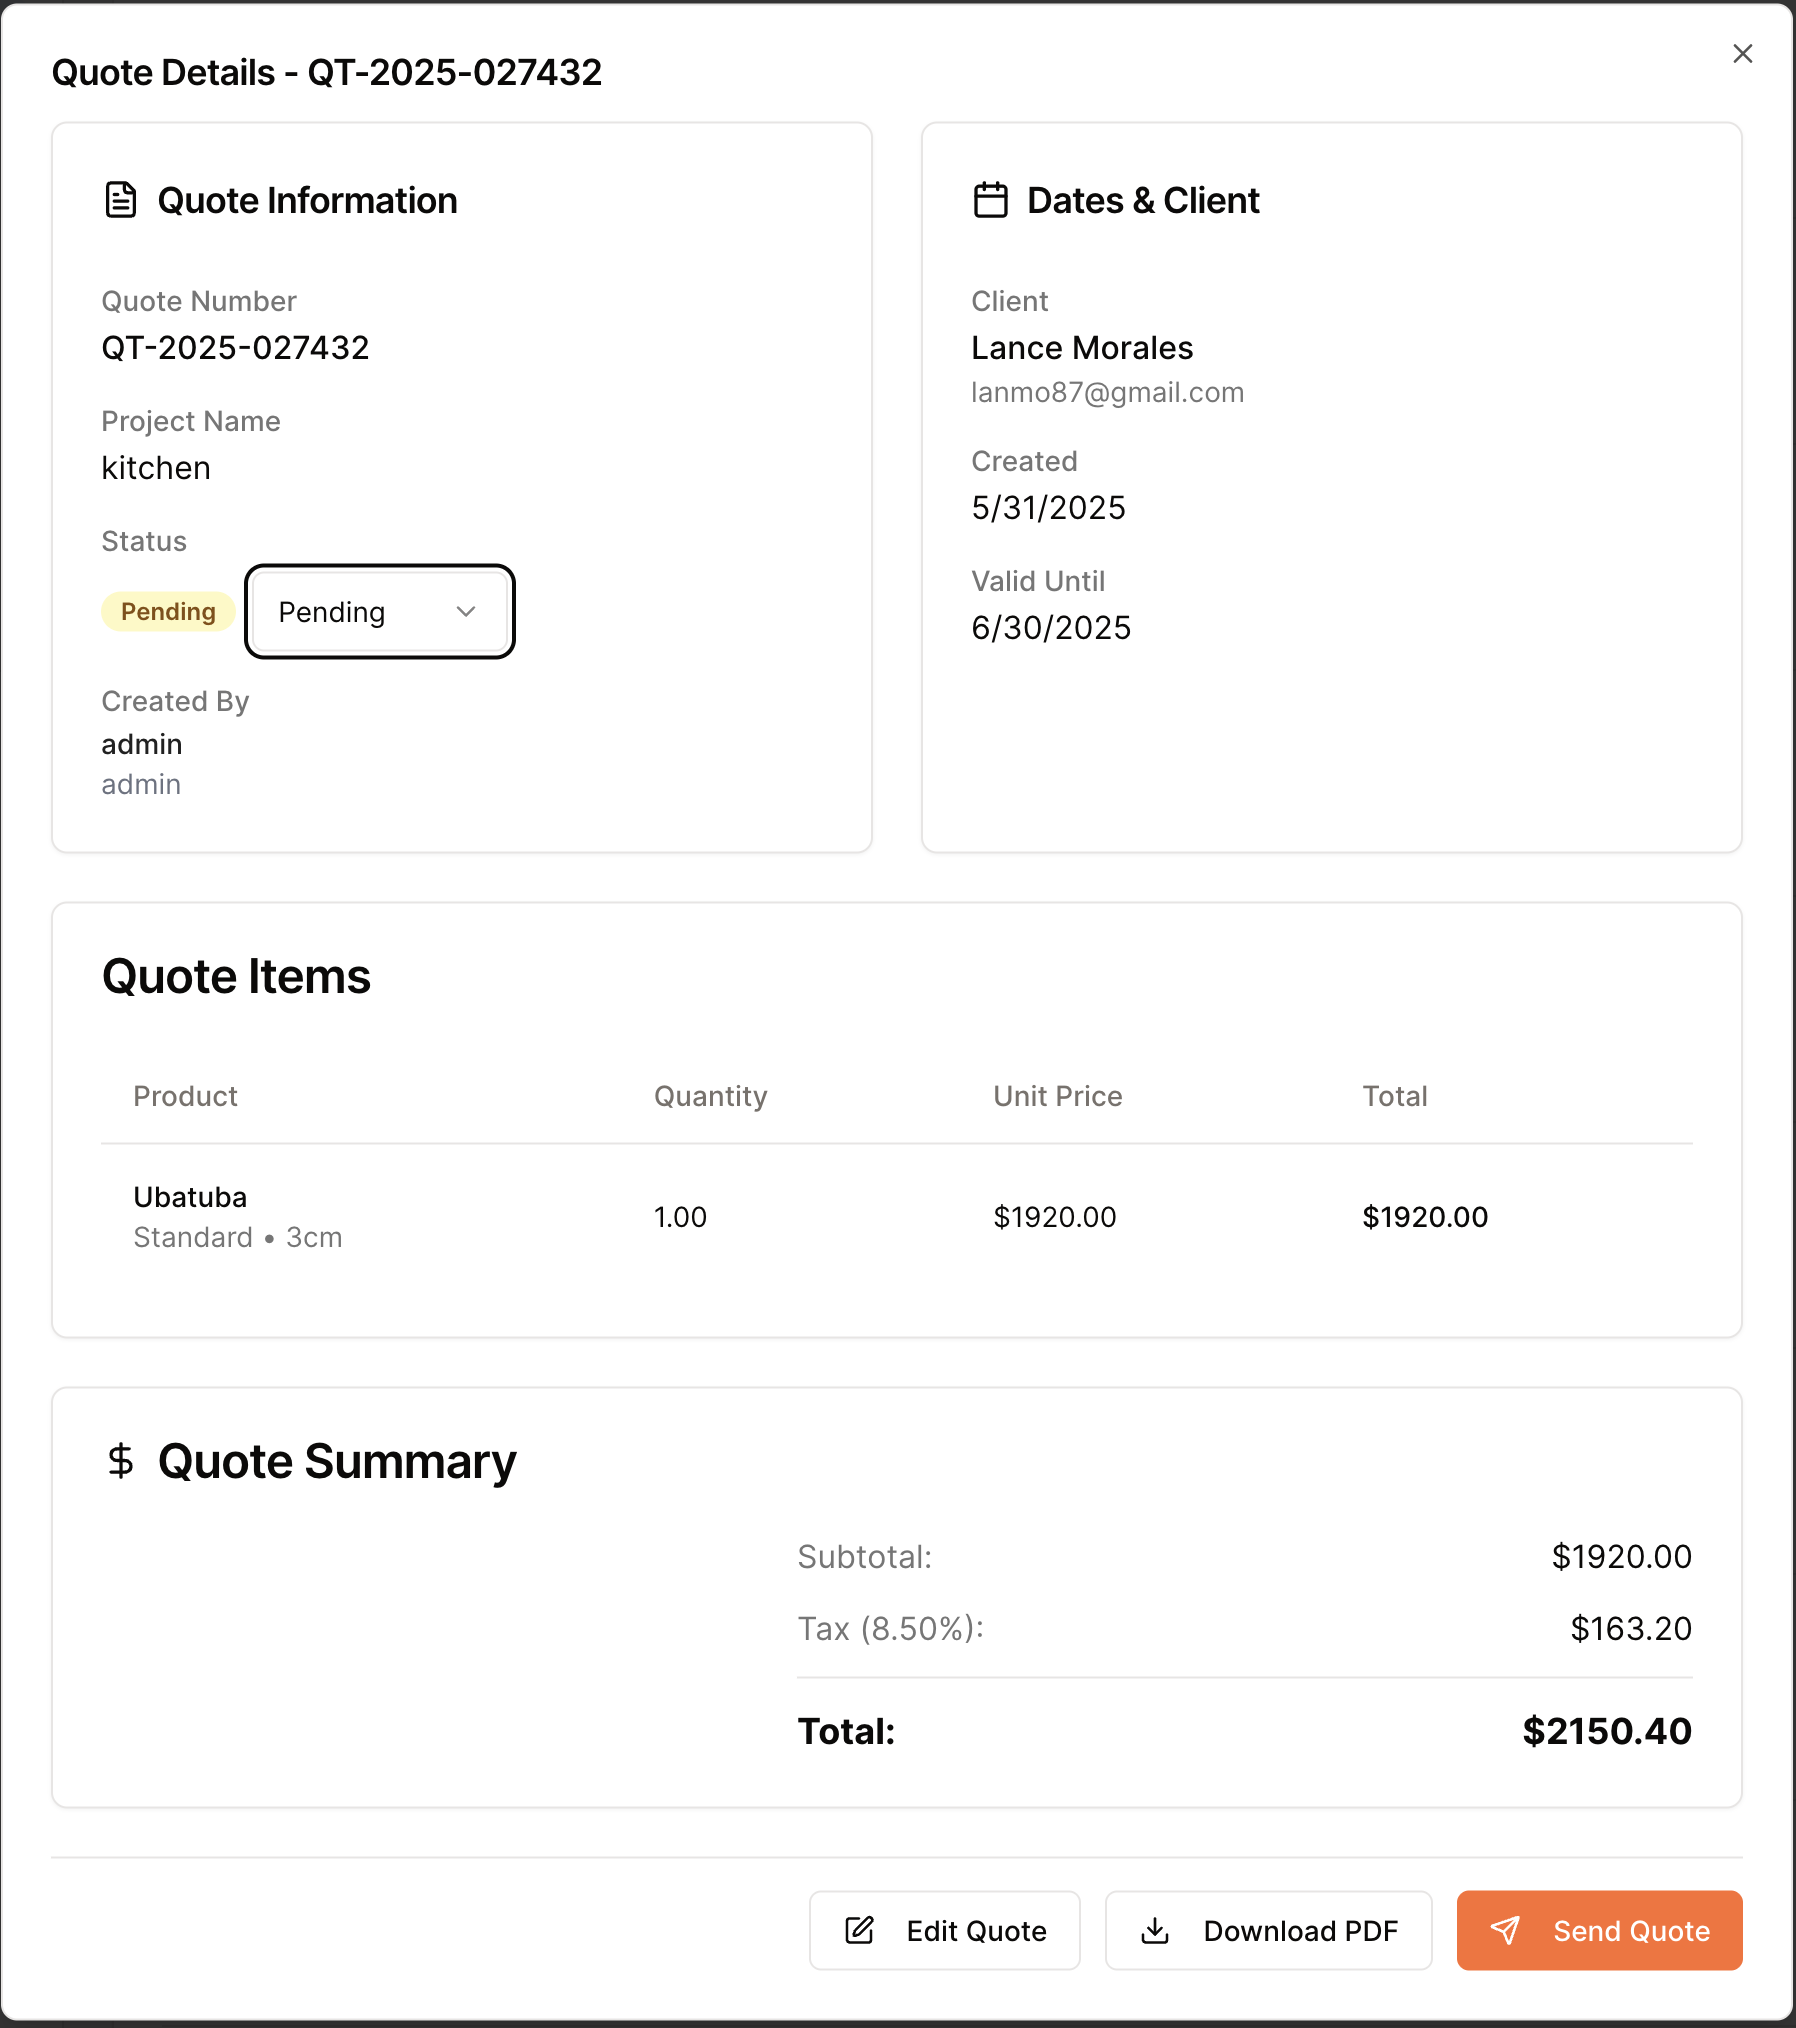 Quote Details - QT-2025-027432
Quote Information
Quote Number
QT-2025-027432
Project Name
kitchen
Status
Pending Pending
Created By
admin
admin
Dates & Client
Client
Lance Morales
lanmo87@gmail.com
Created
5/31/2025
Valid Until
6/30/2025
Quote Items
Product Quantity Unit Price Total
Ubatuba
Standard • 3cm
1.00 $1920.00 $1920.00
$ Quote Summary
Subtotal: $1920.00
Tax (8.50%): $163.20
Total: $2150.40
Edit Quote Download PDF Send Quote